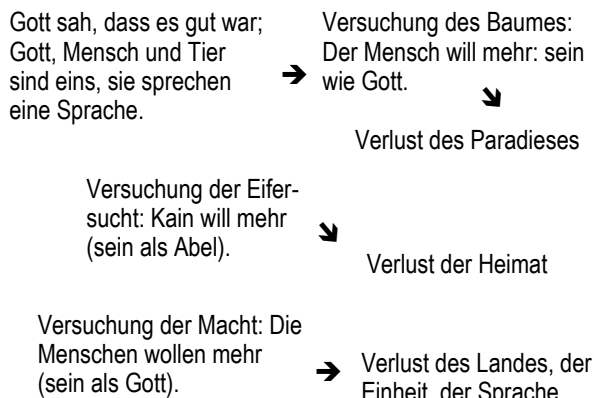 Gott sah, dass es gut war;
Gott, Mensch und Tier
sind eins, sie sprechen
eine Sprache.
Versuchung des Baumes:
Der Mensch will mehr: sein
wie Gott.
Verlust des Paradieses
Versuchung der Eifer-
sucht: Kain will mehr
(sein als Abel).
Verlust der Heimat
Versuchung der Macht: Die
Menschen wollen mehr
(sein als Gott).
Verlust des Landes, der
Einheit, der Sprache